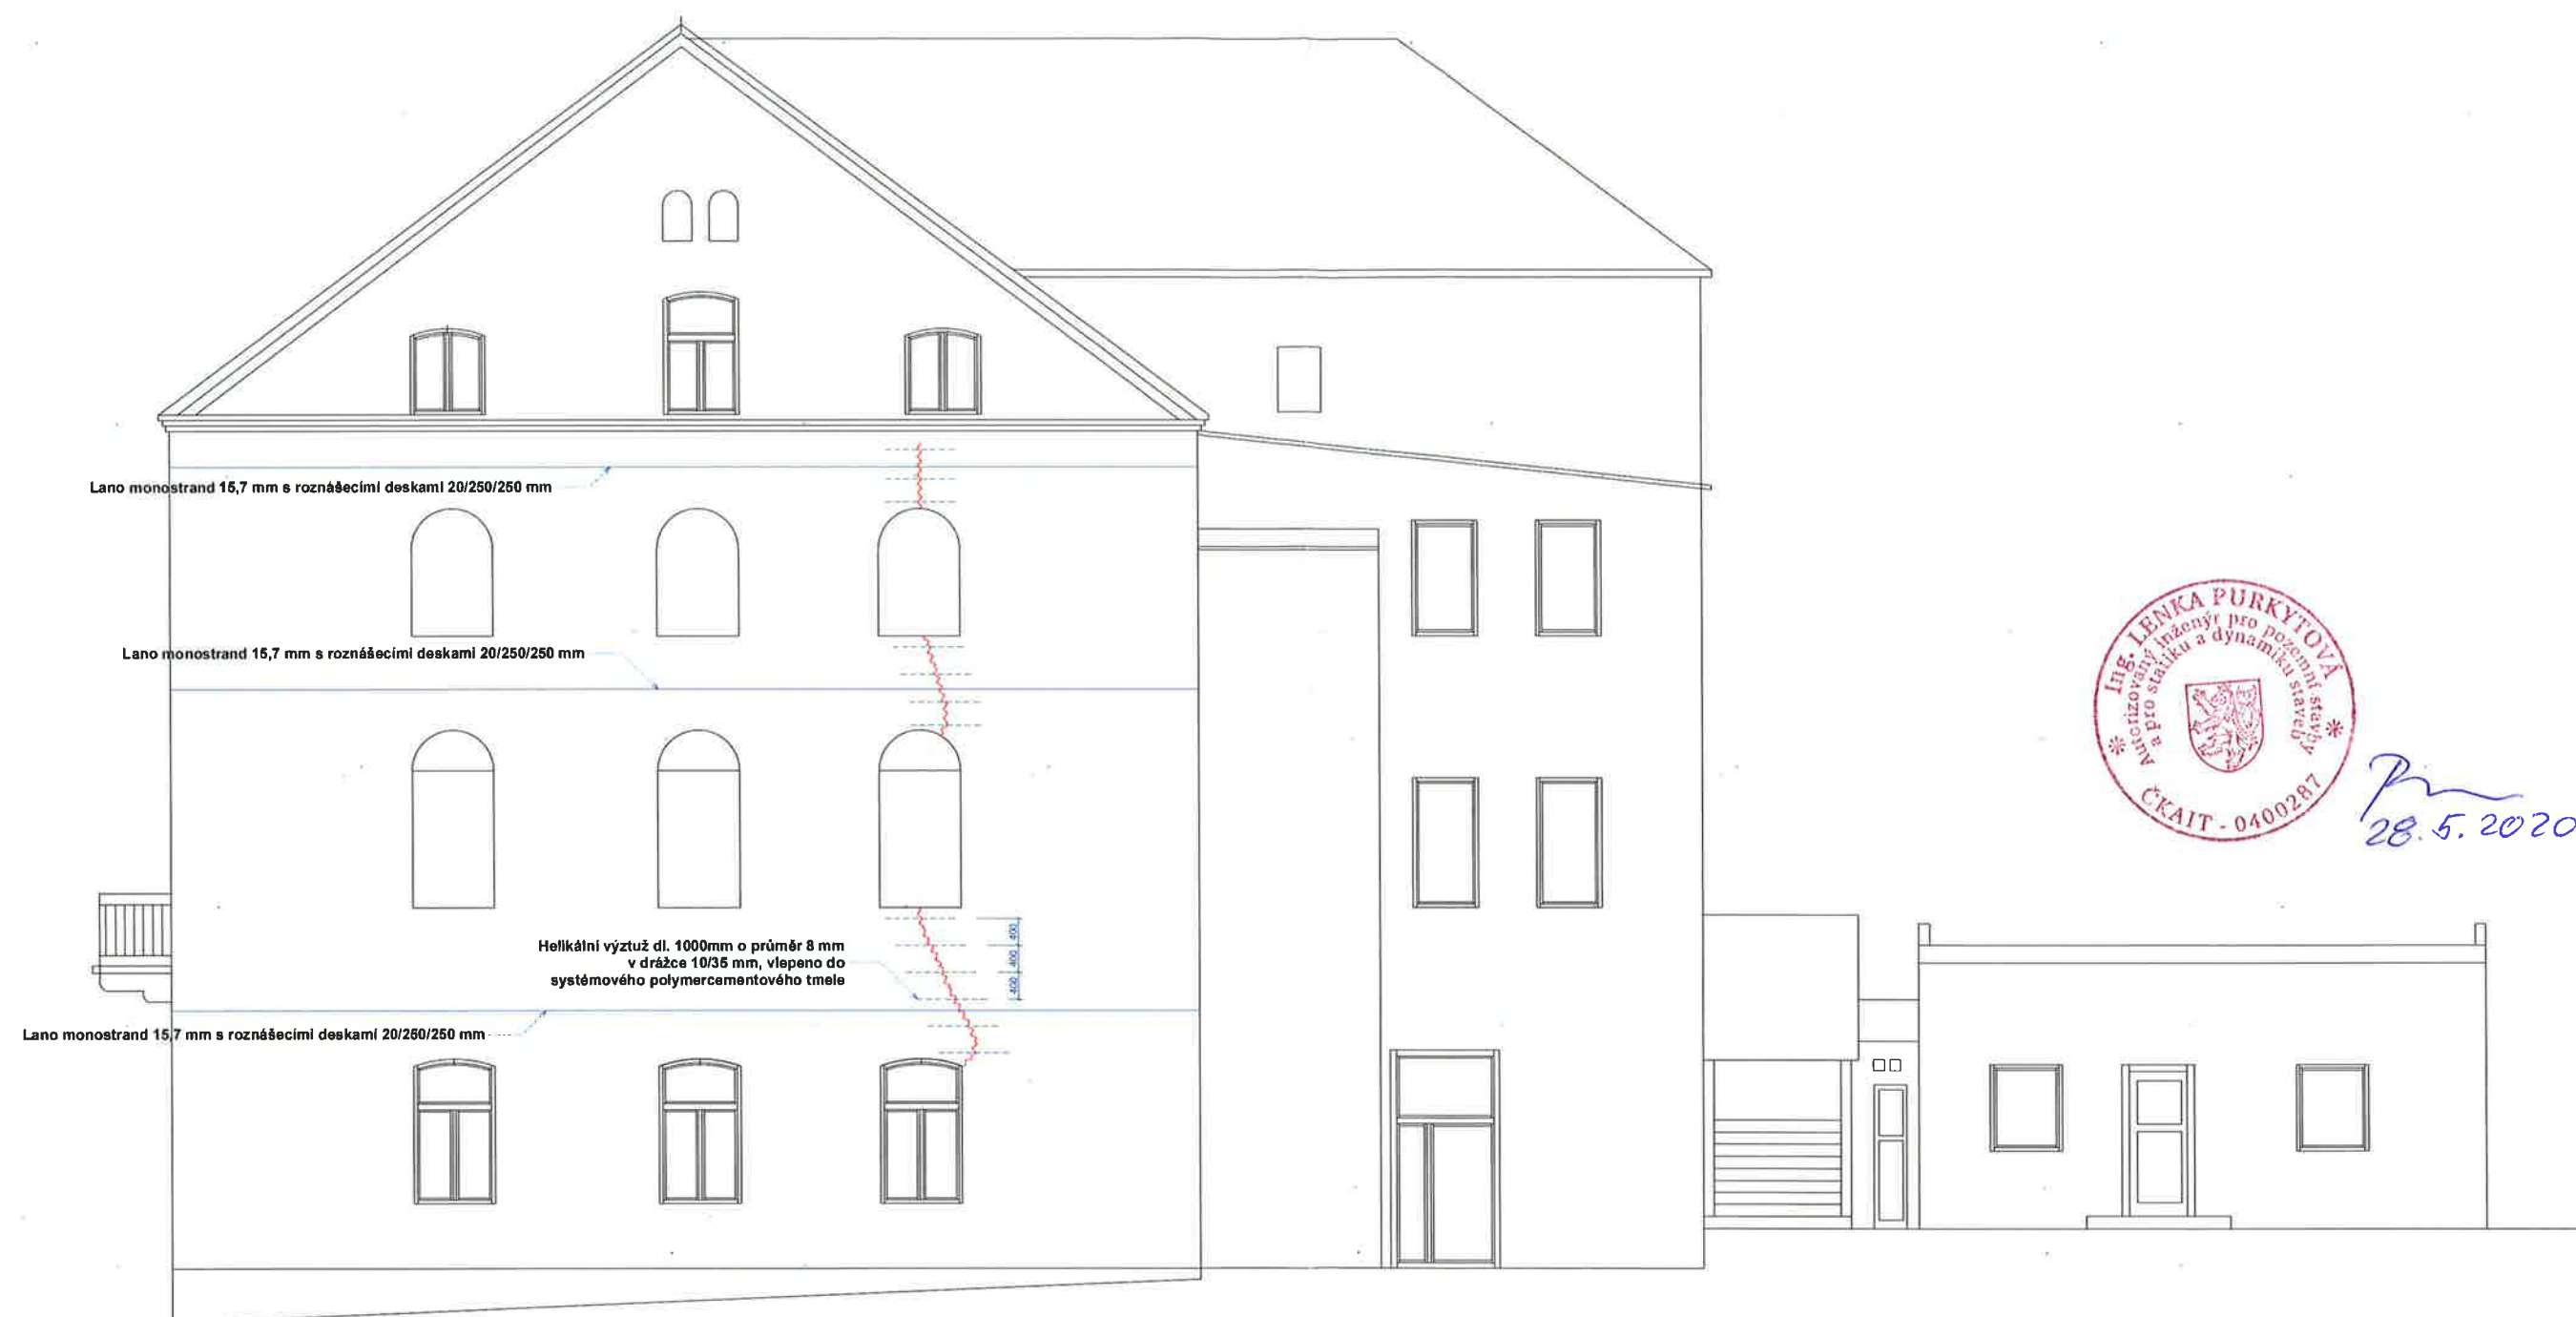 Lano monostrand 15,7 mm s roznášecími deskami 20/250/250 mm
Lano monostrand 15,7 mm s roznášecími deskami 20/250/250 mm
Helikální výztuž dl. 1000mm o průměr 8 mm
v drážce 10/35 mm, vlepeno do
systémového polymercementového tmele
400
400
400
Lano monostrand 15,7 mm s roznášecími deskami 20/250/250 mm
Ing. LENKA PURKYTOVÁ
Autorizovaný inženýr pro pozemní stavby
a pro statiku a dynamiku staveb
ČKAIT - 0400287
28. 5. 2020